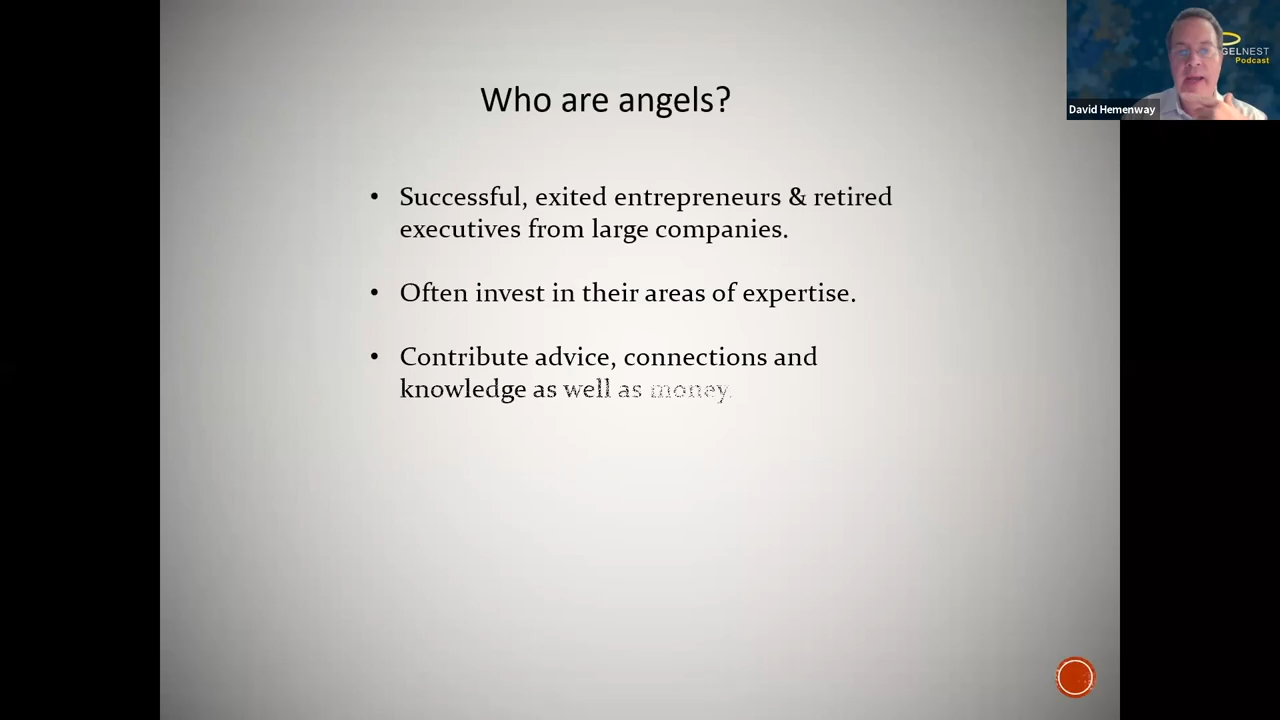 Who are angels?
• Successful, exited entrepreneurs & retired
executives from large companies.
• Often invest in their areas of expertise.
• Contribute advice, connections and
knowledge as well as money.
GELNEST
Podcast
David Hemenway